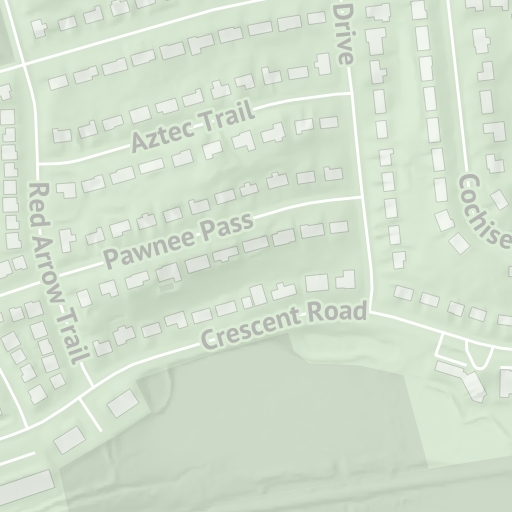 Drive
Aztec Trail
Red Arrow Trail
Cochise
Pawnee Pass
Crescent Road